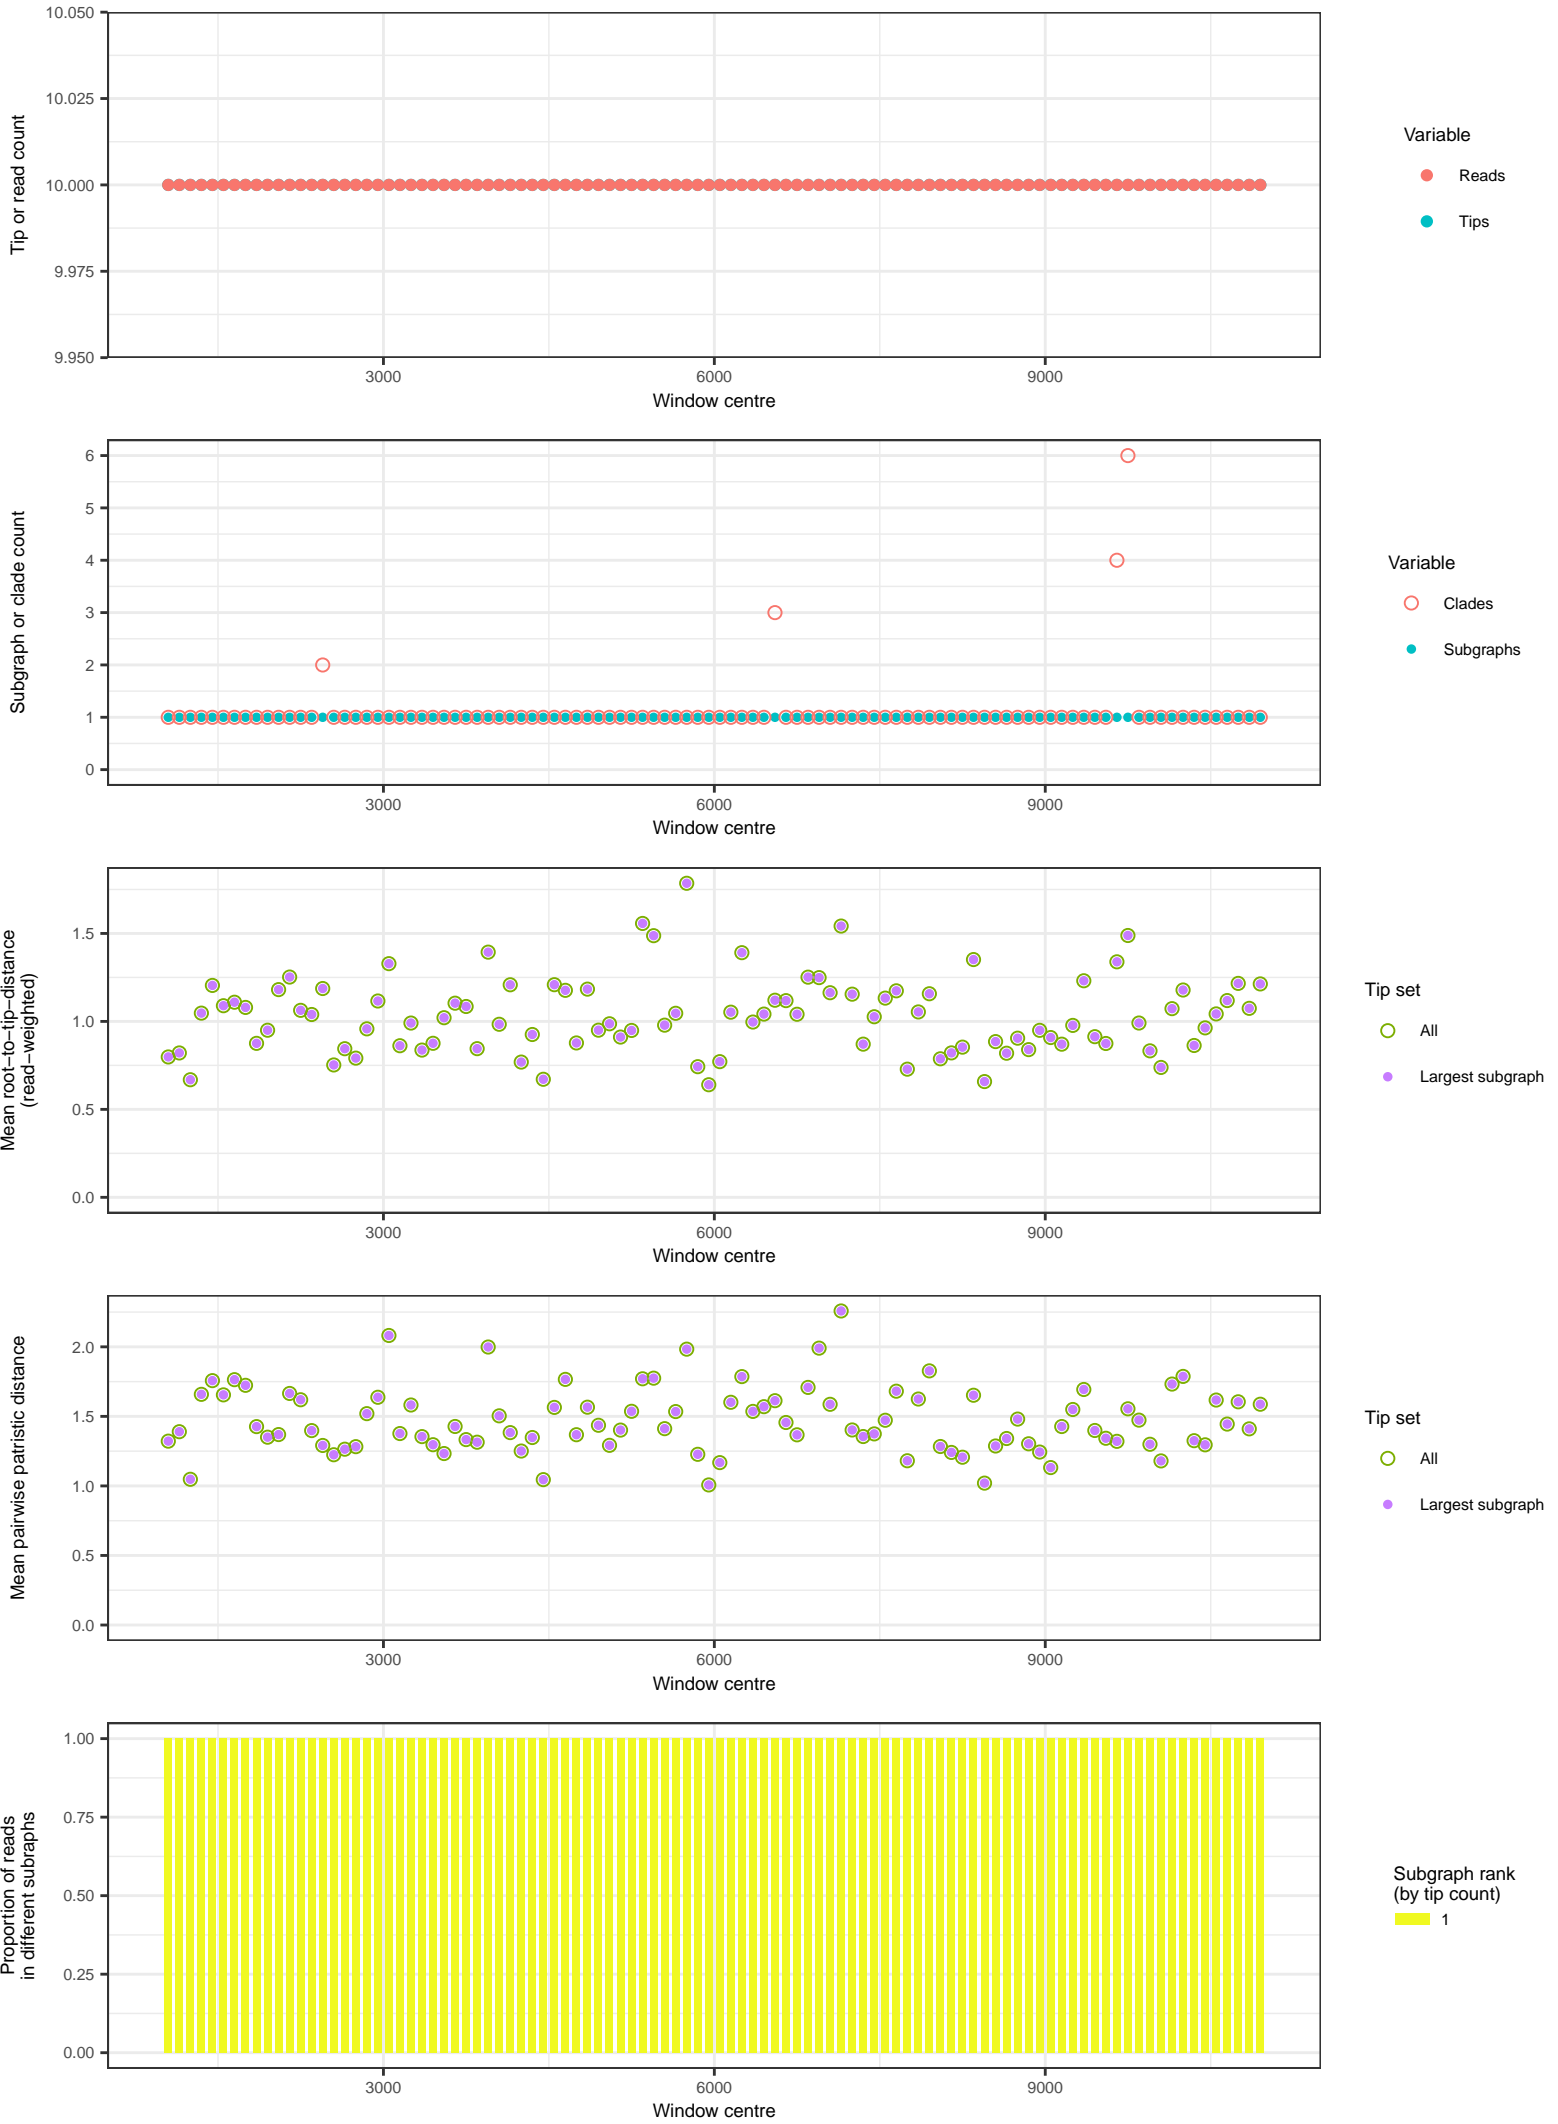 10.050
10.025
10.000
9.975
9.950
Tip or read count
3000
6000
9000
Window centre
Variable
Reads
Tips
6
5
4
3
2
1
0
Subgraph or clade count
3000
6000
9000
Window centre
Variable
Clades
Subgraphs
1.5
1.0
0.5
0.0
Mean root−to−tip−distance
(read−weighted)
3000
6000
9000
Window centre
Tip set
All
Largest subgraph
2.0
1.5
1.0
0.5
0.0
Mean pairwise patristic distance
3000
6000
9000
Window centre
Tip set
All
Largest subgraph
1.00
0.75
0.50
0.25
0.00
Proportion of reads
in different subraphs
3000
6000
9000
Window centre
Subgraph rank
(by tip count)
1